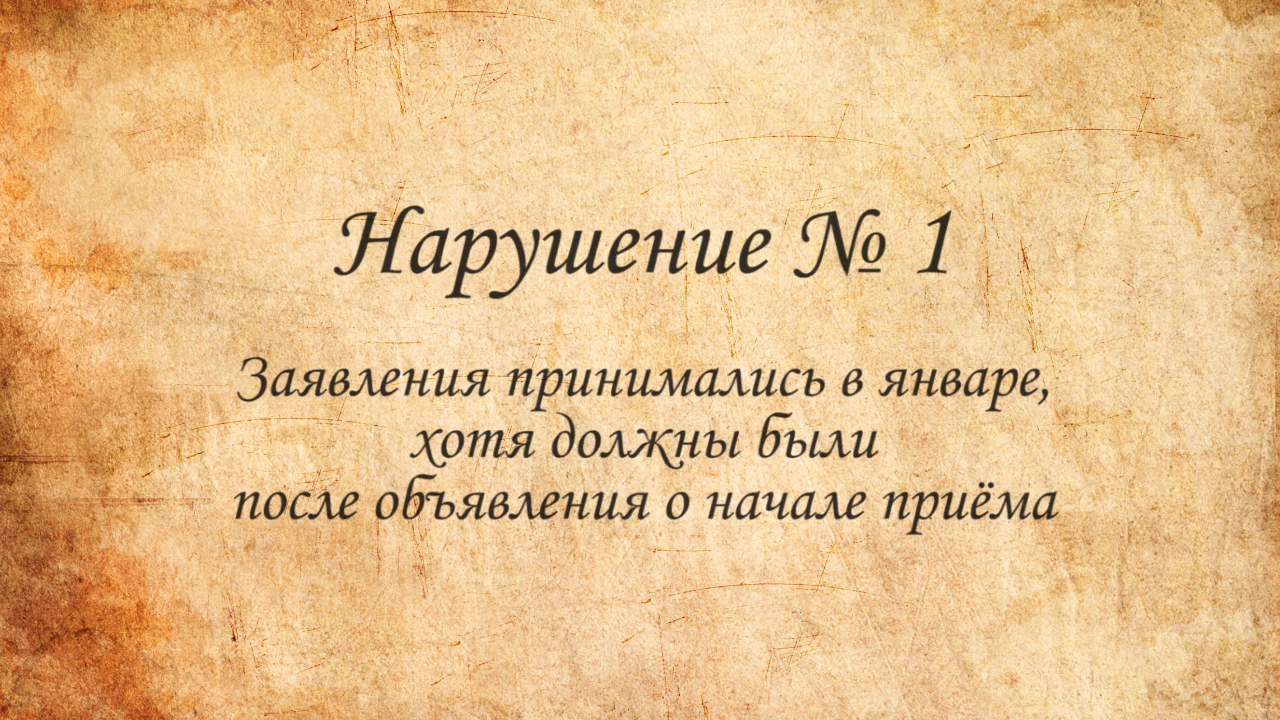 Нарушение № 1
Заявления принимались в январе,
хотя должны были
после объявления о начале приёма